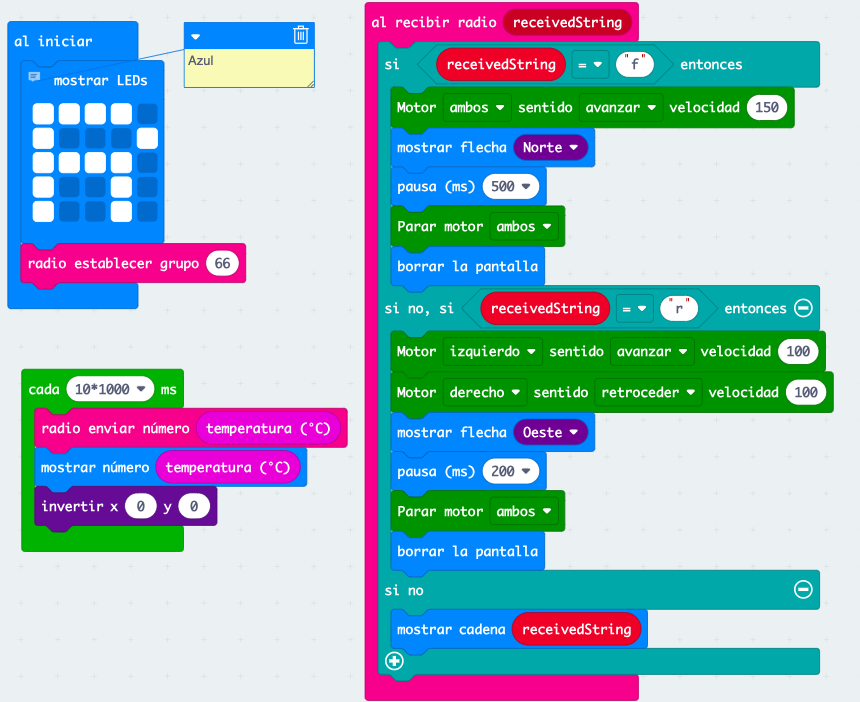 al iniciar
Azul
mostrar LEDs
radio establecer grupo 66
cada 10*1000 ms
radio enviar número temperatura (°C)
mostrar número temperatura (°C)
invertir x 0 y 0
al recibir radio receivedString
si receivedString = "f" entonces
Motor ambos sentido avanzar velocidad 150
mostrar flecha Norte
pausa (ms) 500
Parar motor ambos
borrar la pantalla
si no, si receivedString = "r" entonces
Motor izquierdo sentido avanzar velocidad 100
Motor derecho sentido retroceder velocidad 100
mostrar flecha Oeste
pausa (ms) 200
Parar motor ambos
borrar la pantalla
si no
mostrar cadena receivedString